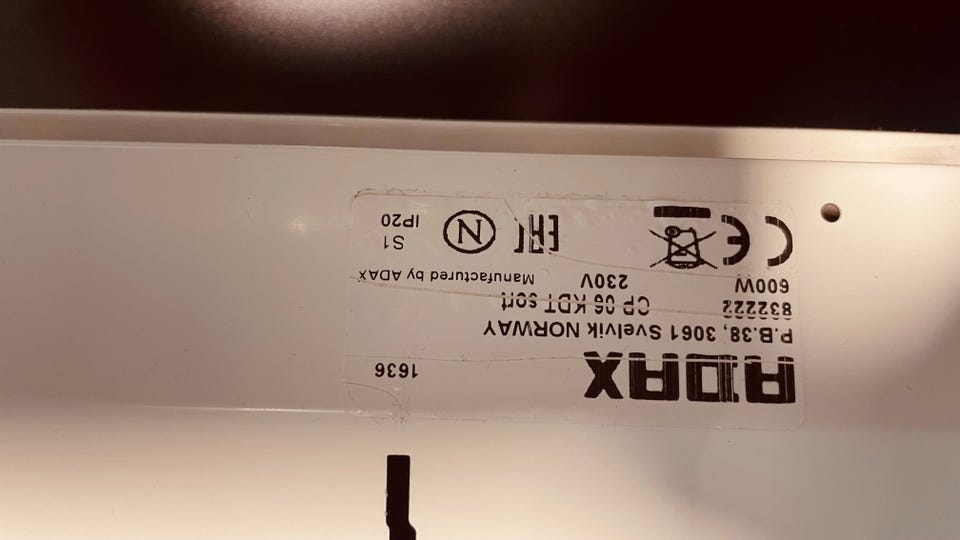 ADAX 1636
P.B.38, 3061 Svelvik NORWAY
832222 CP 06 KDT sort
600W 230V Manufactured by ADAX
CE EAC N S1
IP20